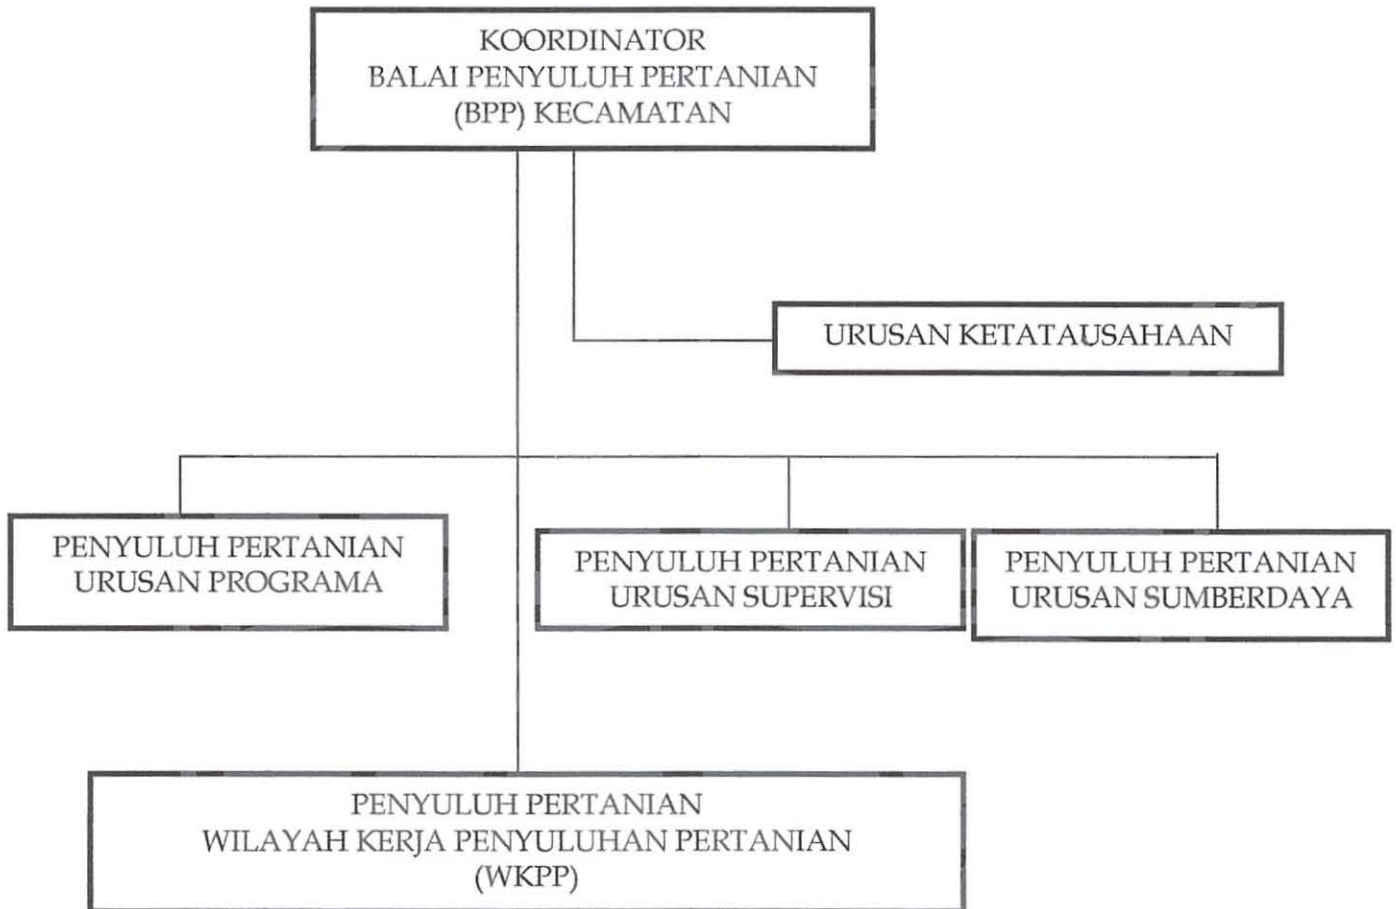 KOORDINATOR
BALAI PENYULUH PERTANIAN
(BPP) KECAMATAN
URUSAN KETATAUSAHAAN
PENYULUH PERTANIAN
URUSAN PROGRAMA
PENYULUH PERTANIAN
URUSAN SUPERVISI
PENYULUH PERTANIAN
URUSAN SUMBERDAYA
PENYULUH PERTANIAN
WILAYAH KERJA PENYULUHAN PERTANIAN
(WKPP)